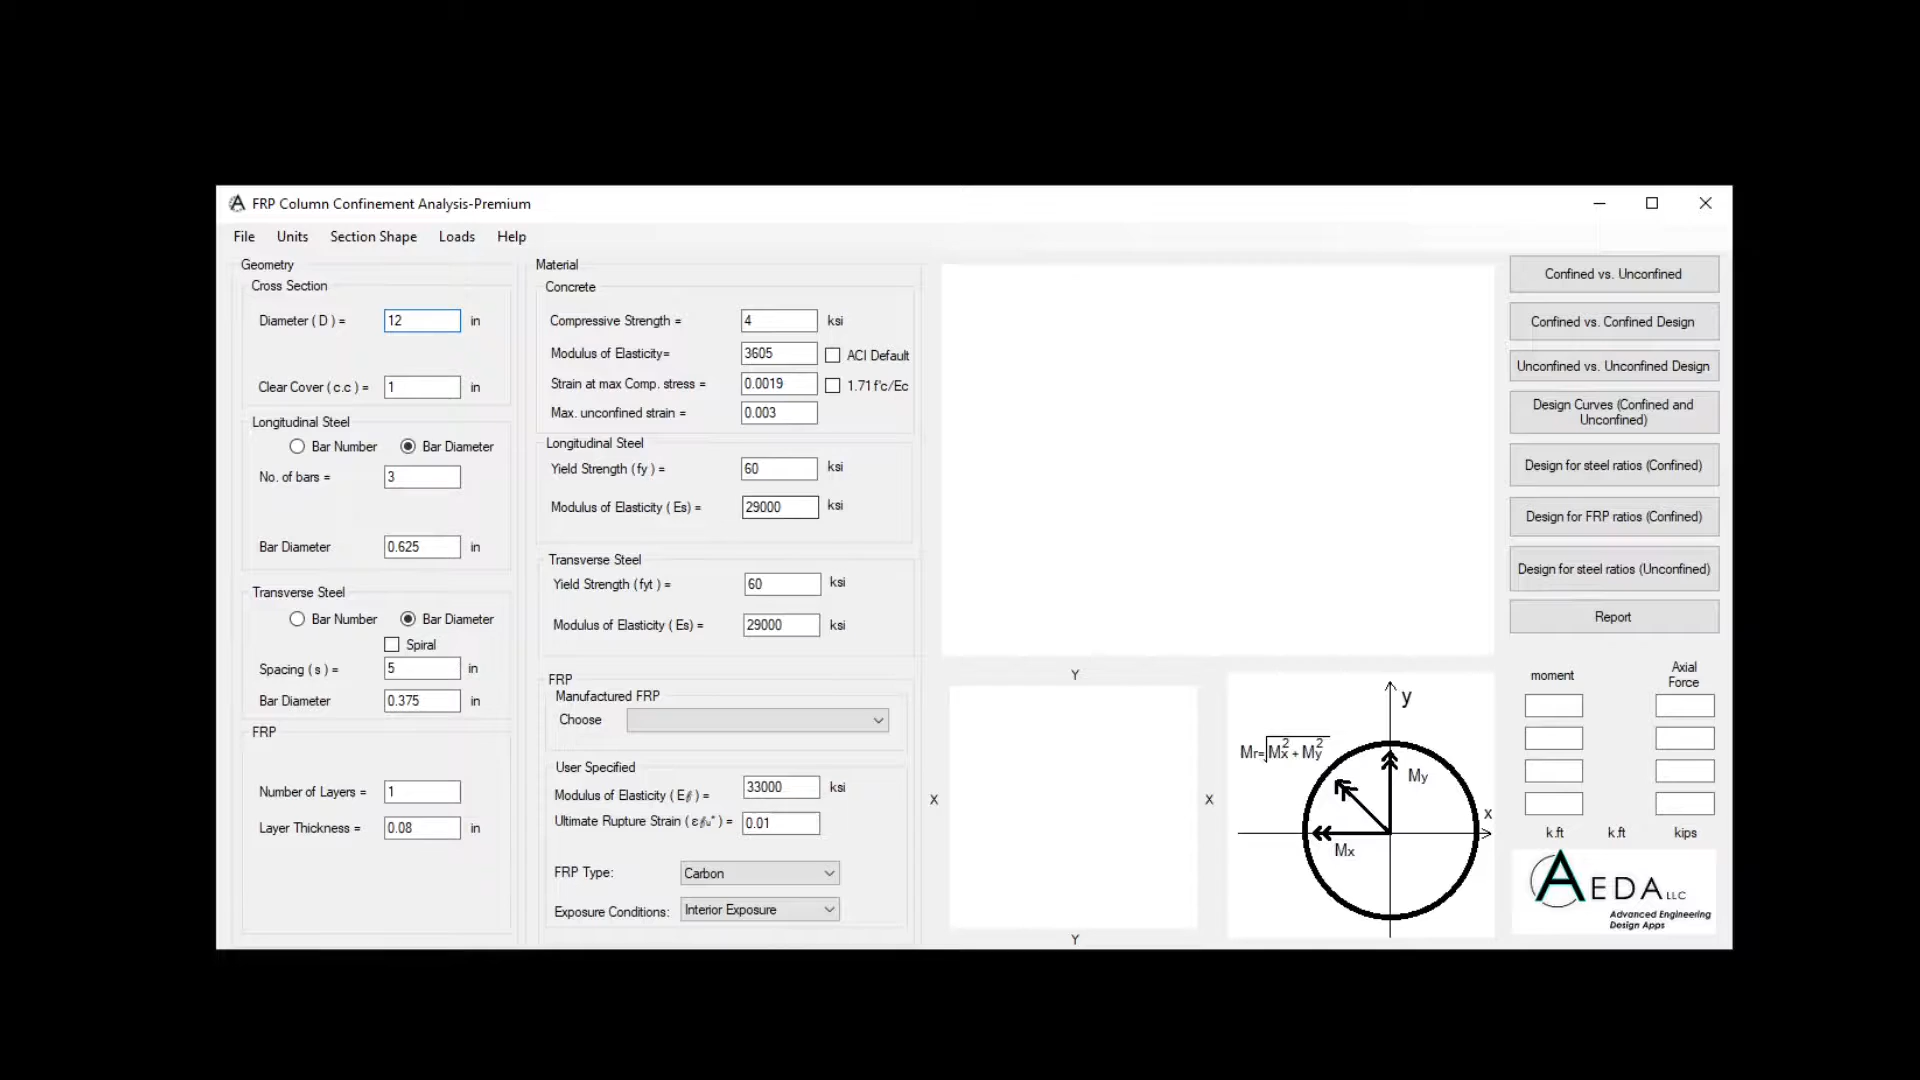 FRP Column Confinement Analysis-Premium
File Units Section Shape Loads Help
Geometry
Cross Section
Diameter ( D ) = 12 in
Clear Cover ( c.c ) = 1 in
Longitudinal Steel
Bar Number Bar Diameter
No. of bars = 3
Bar Diameter 0.625 in
Transverse Steel
Bar Number Bar Diameter
Spiral
Spacing ( s ) = 5 in
Bar Diameter 0.375 in
FRP
Number of Layers = 1
Layer Thickness = 0.08 in
Material
Concrete
Compressive Strength = 4 ksi
Modulus of Elasticity= 3605 ACI Default
Strain at max Comp. stress = 0.0019 1.71 f'c/Ec
Max. unconfined strain = 0.003
Longitudinal Steel
Yield Strength ( fy ) = 60 ksi
Modulus of Elasticity ( Es) = 29000 ksi
Transverse Steel
Yield Strength ( fyt ) = 60 ksi
Modulus of Elasticity ( Es) = 29000 ksi
FRP
Manufactured FRP
Choose
User Specified
Modulus of Elasticity ( Ef ) = 33000 ksi
Ultimate Rupture Strain ( εfu* ) = 0.01
FRP Type: Carbon
Exposure Conditions: Interior Exposure
Y
X X
Y
y
Mr=√Mx² + My²
My
x
Mx
Confined vs. Unconfined
Confined vs. Confined Design
Unconfined vs. Unconfined Design
Design Curves (Confined and
Unconfined)
Design for steel ratios (Confined)
Design for FRP ratios (Confined)
Design for steel ratios (Unconfined)
Report
moment Axial
Force
k.ft k.ft kips
AEDA LLC
Advanced Engineering
Design Apps